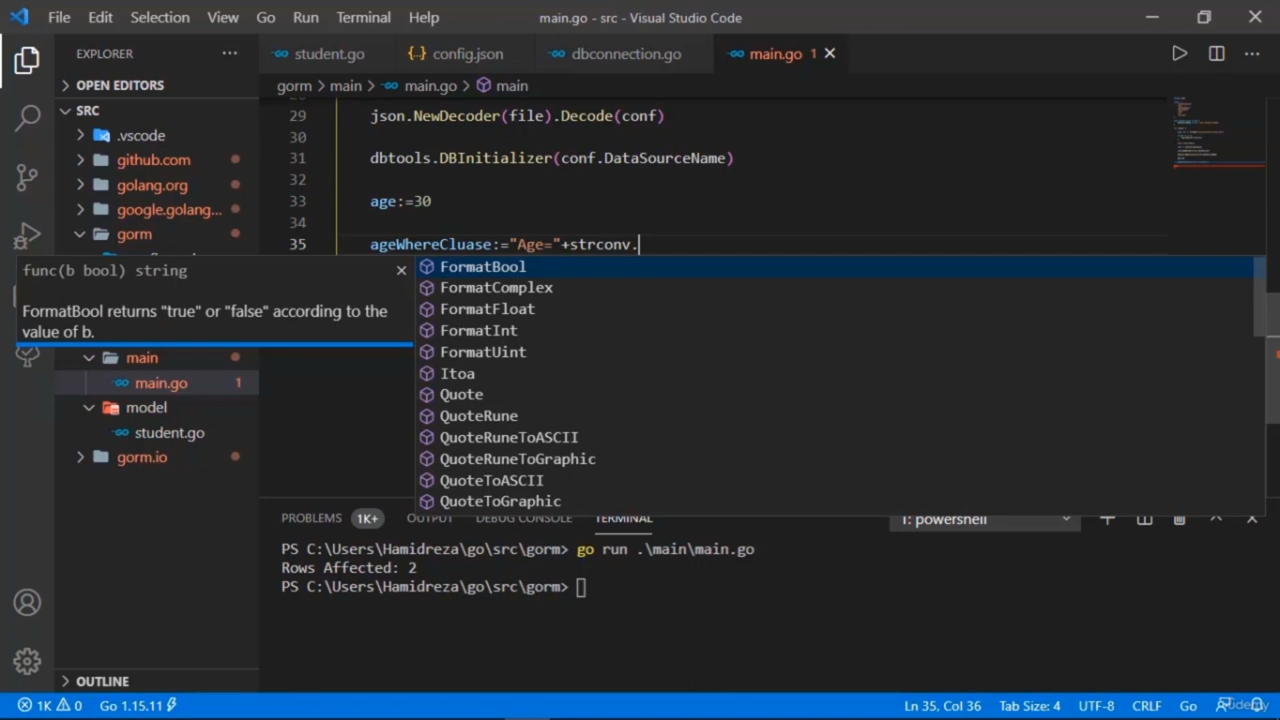 File Edit Selection View Go Run Terminal Help main.go - src - Visual Studio Code
EXPLORER
student.go config.json dbconnection.go main.go 1
gorm > main > main.go > main
OPEN EDITORS
SRC
.vscode
github.com
golang.org
google.golang...
gorm
main
main.go 1
model
student.go
gorm.io
OUTLINE
29 json.NewDecoder(file).Decode(conf)
30
31 dbtools.DBInitializer(conf.DataSourceName)
32
33 age:=30
34
35 ageWhereCluase:="Age="+strconv.
func(b bool) string
FormatBool returns "true" or "false" according to the
value of b.
FormatBool
FormatComplex
FormatFloat
FormatInt
FormatUint
Itoa
Quote
QuoteRune
QuoteRuneToASCII
QuoteRuneToGraphic
QuoteToASCII
QuoteToGraphic
PROBLEMS 1K+ OUTPUT DEBUG CONSOLE TERMINAL 1: powershell
PS C:\Users\Hamidreza\go\src\gorm> go run .\main\main.go
Rows Affected: 2
PS C:\Users\Hamidreza\go\src\gorm>
1K 0 Go 1.15.11 Ln 35, Col 36 Tab Size: 4 UTF-8 CRLF Go